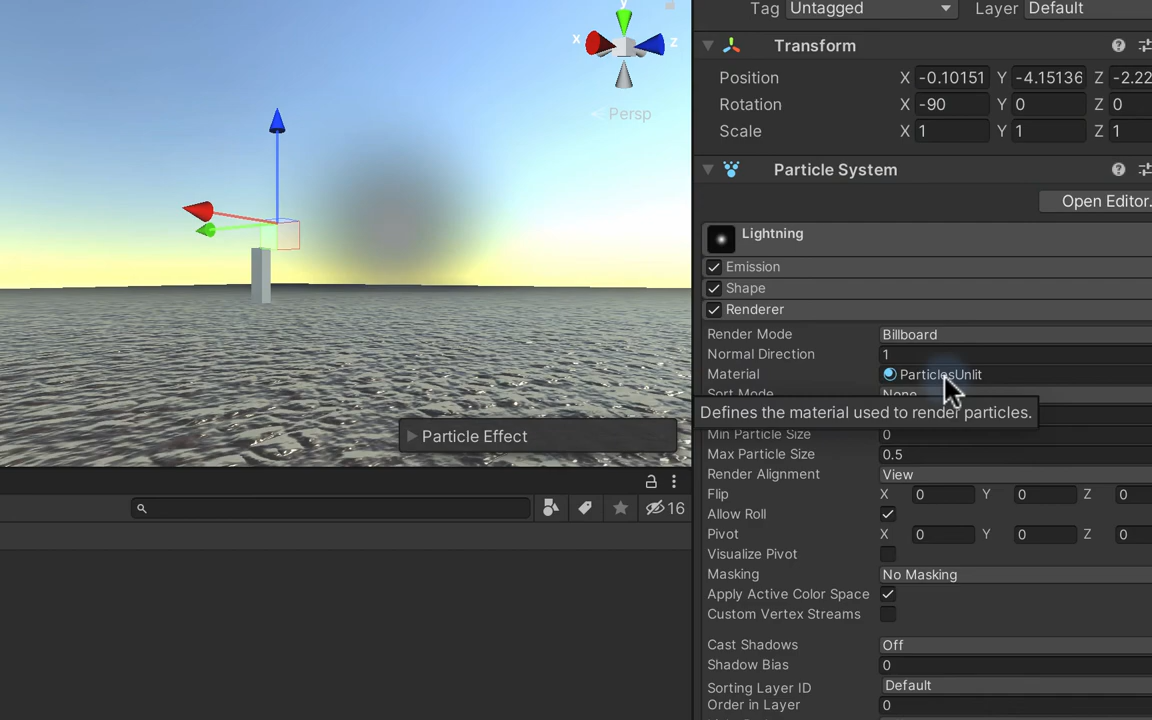 Tag Untagged Layer Default
y
x z
Transform
Position X -0.10151 Y -4.15136 Z -2.22
Rotation X -90 Y 0 Z 0
Scale X 1 Y 1 Z 1
Persp
Particle System
Open Editor.
Lightning
Emission
Shape
Renderer
Render Mode Billboard
Normal Direction 1
Material ParticlesUnlit
Sort Mode None
Defines the material used to render particles.
Min Particle Size 0
Max Particle Size 0.5
Render Alignment View
Flip X 0 Y 0 Z 0
Allow Roll
Pivot X 0 Y 0 Z 0
Visualize Pivot
Masking No Masking
Apply Active Color Space
Custom Vertex Streams
Cast Shadows Off
Shadow Bias 0
Sorting Layer ID Default
Order in Layer 0
Particle Effect
16